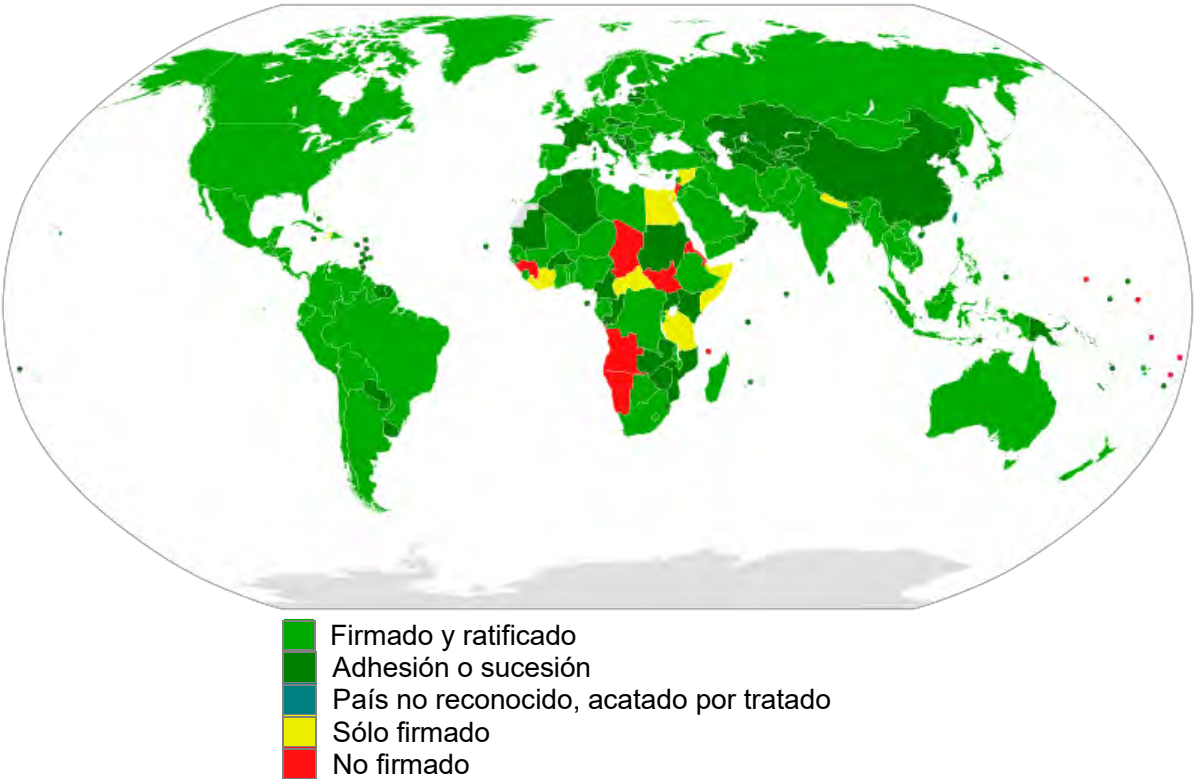 Firmado y ratificado
Adhesión o sucesión
País no reconocido, acatado por tratado
Sólo firmado
No firmado